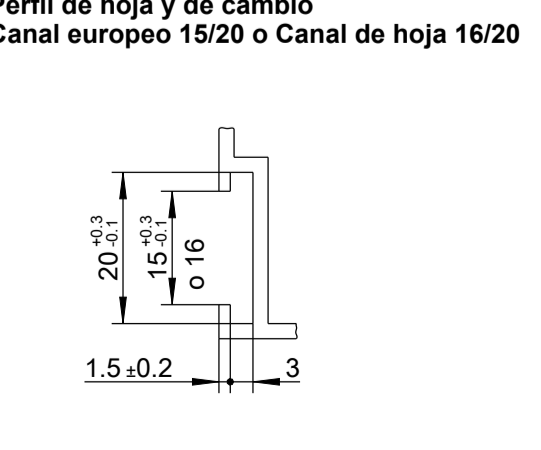 Perfil de hoja y de cambio
Canal europeo 15/20 o Canal de hoja 16/20
20 +0.3 -0.1
15 +0.3 -0.1
o 16
1.5 ±0.2
3